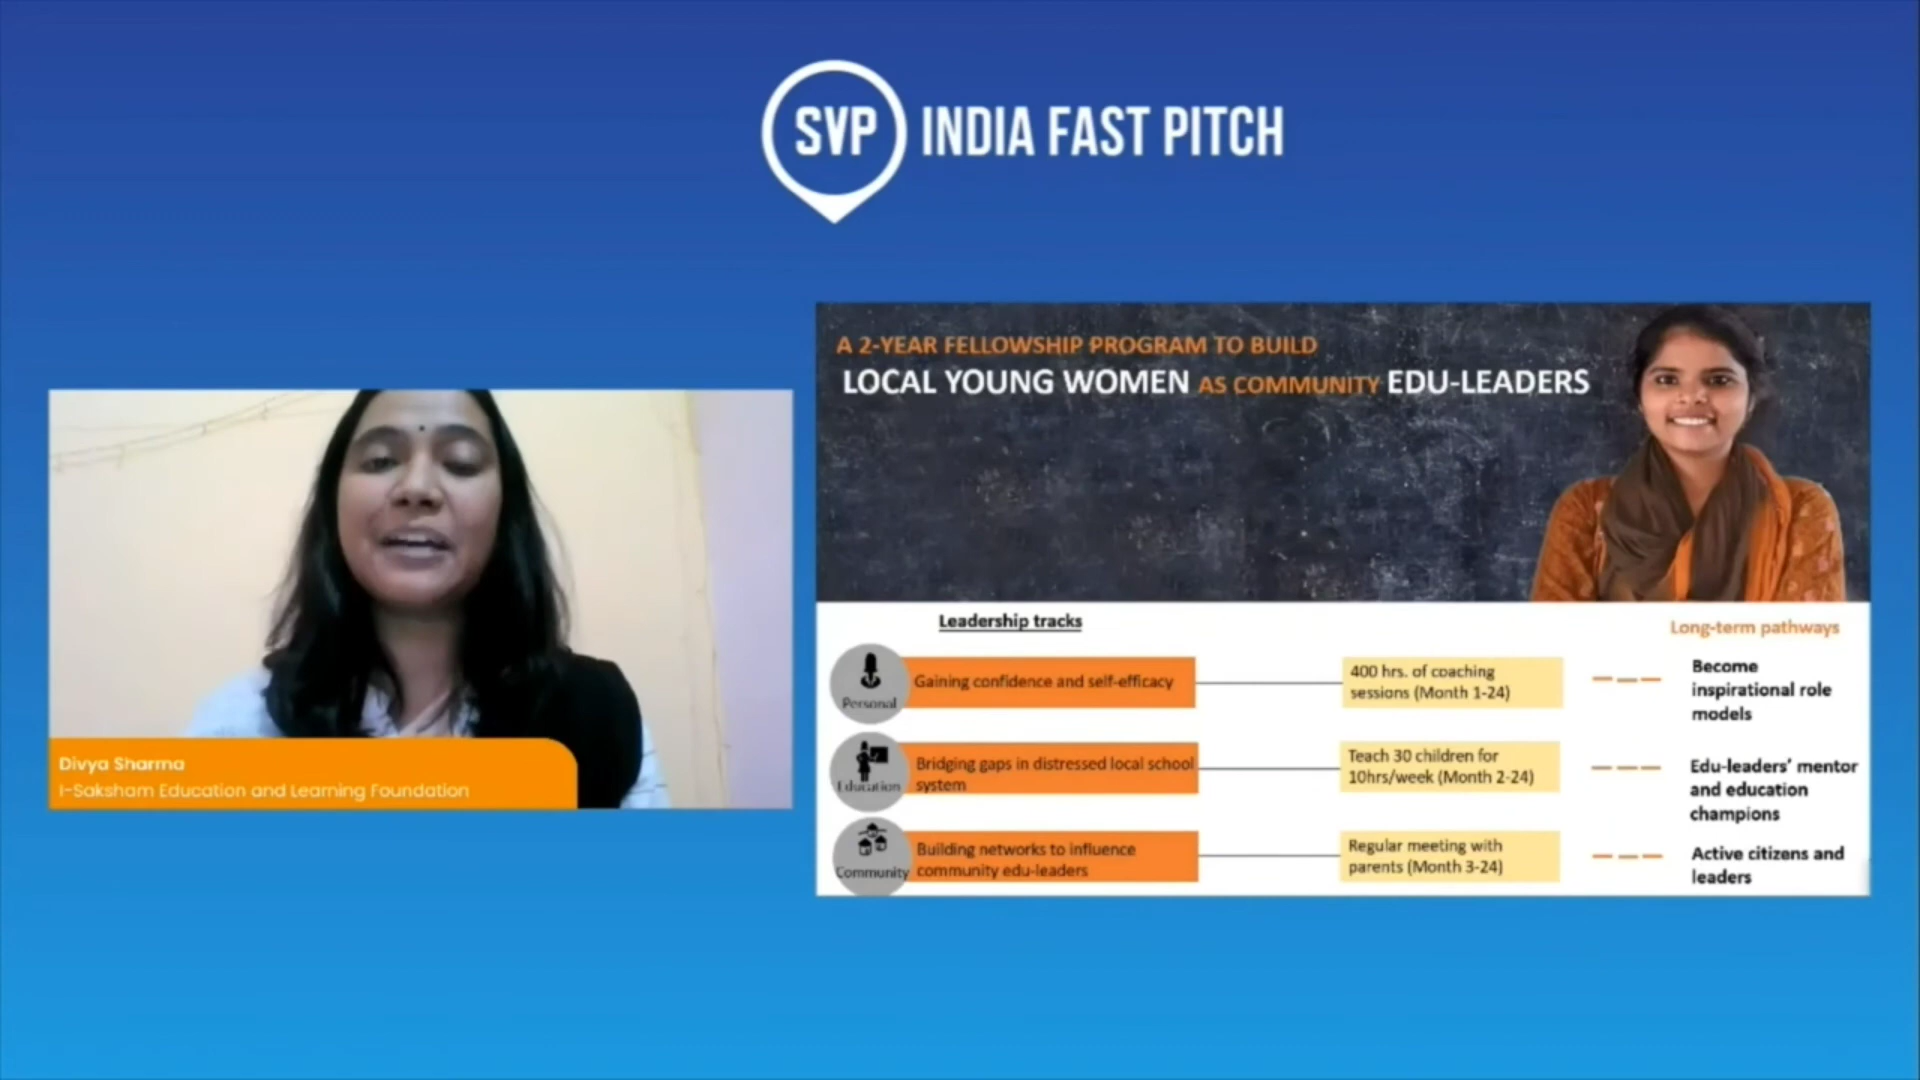 SVP INDIA FAST PITCH
A 2-YEAR FELLOWSHIP PROGRAM TO BUILD
LOCAL YOUNG WOMEN AS COMMUNITY EDU-LEADERS
Divya Sharma
I-Saksham Education and Learning Foundation
Leadership tracks
Long-term pathways
Personal
Gaining confidence and self-efficacy
400 hrs. of coaching
sessions (Month 1-24)
Become
inspirational role
models
Education
Bridging gaps in distressed local school
system
Teach 30 children for
10hrs/week (Month 2-24)
Edu-leaders’ mentor
and education
champions
Community
Building networks to influence
community edu-leaders
Regular meeting with
parents (Month 3-24)
Active citizens and
leaders